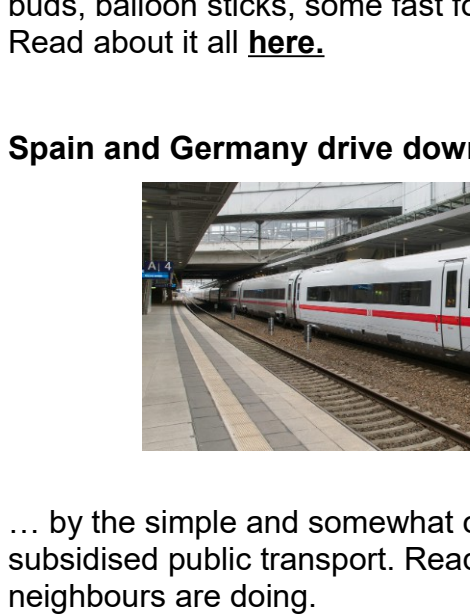 buds, balloon sticks, some fast fo
Read about it all here.
Spain and Germany drive dow
A 4
… by the simple and somewhat
subsidised public transport. Read
neighbours are doing.